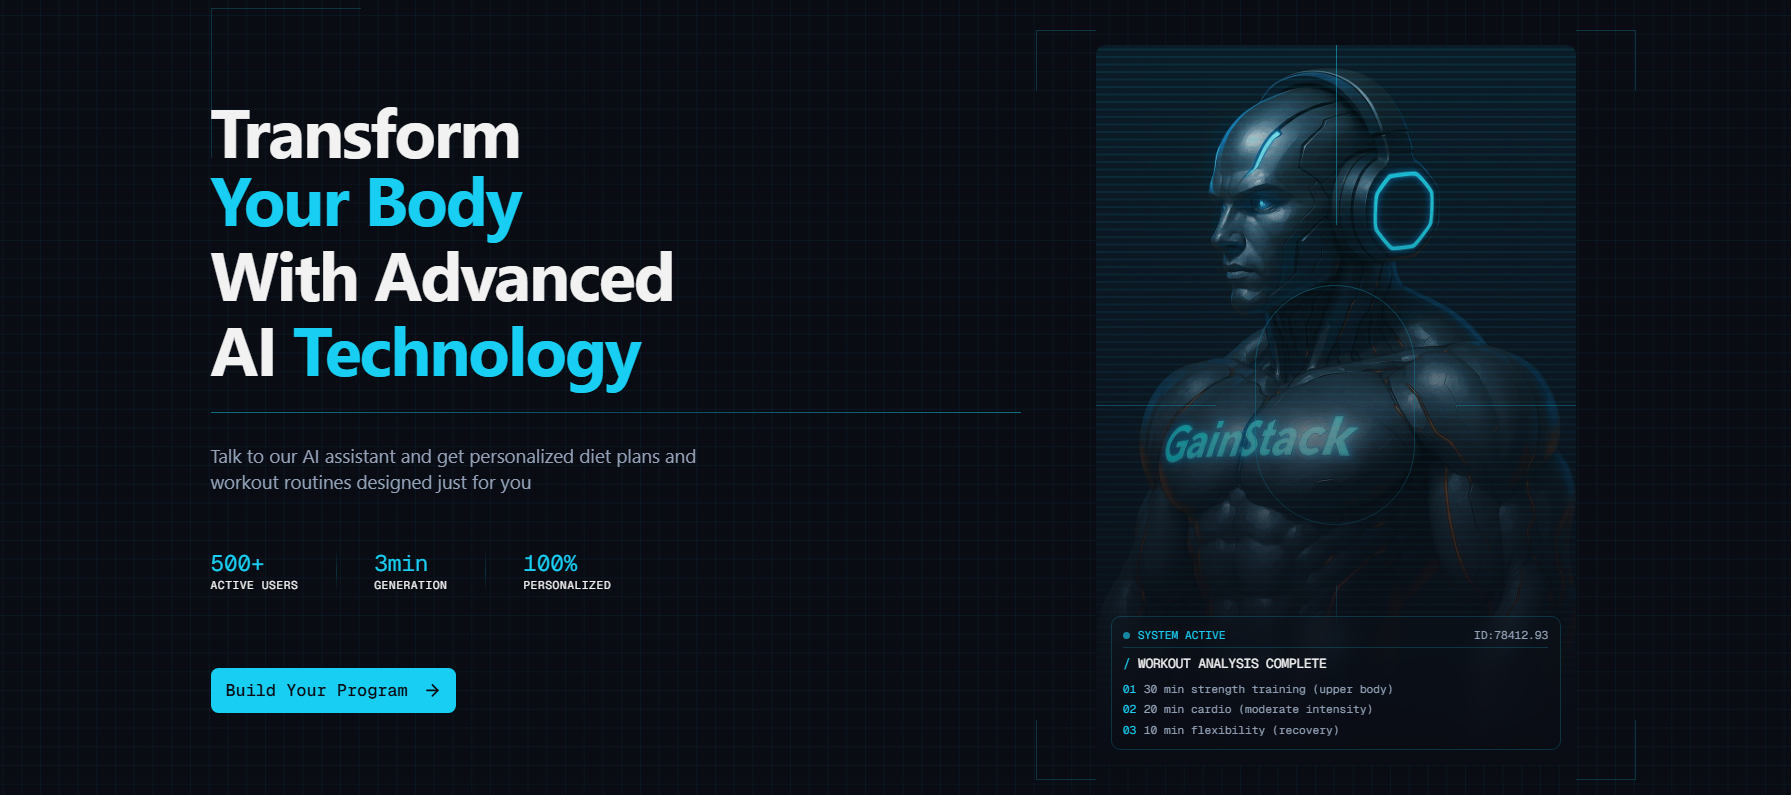 Transform
Your Body
With Advanced
AI Technology
Talk to our AI assistant and get personalized diet plans and
workout routines designed just for you
500+
ACTIVE USERS
3min
GENERATION
100%
PERSONALIZED
Build Your Program →
GainStack
SYSTEM ACTIVE
ID:78412.93
/ WORKOUT ANALYSIS COMPLETE
01 30 min strength training (upper body)
02 20 min cardio (moderate intensity)
03 10 min flexibility (recovery)